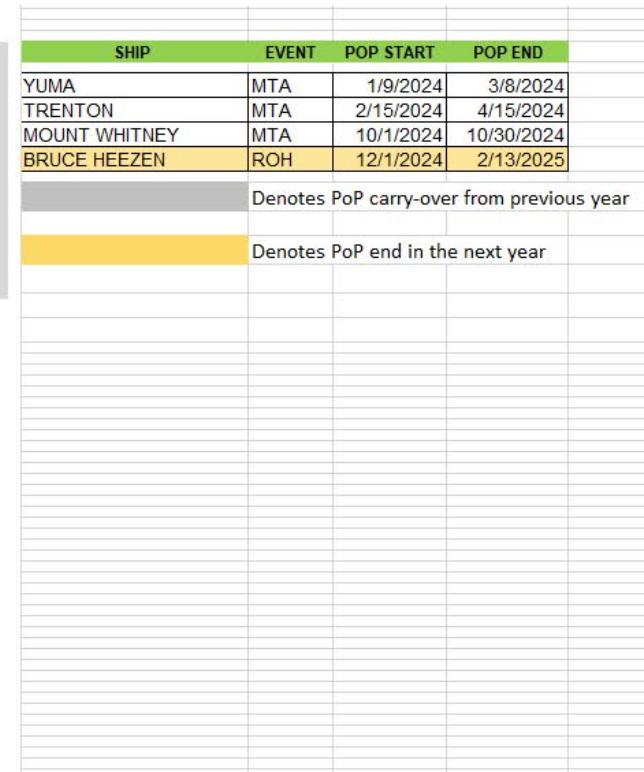 SHIP EVENT POP START POP END
YUMA MTA 1/9/2024 3/8/2024
TRENTON MTA 2/15/2024 4/15/2024
MOUNT WHITNEY MTA 10/1/2024 10/30/2024
BRUCE HEEZEN ROH 12/1/2024 2/13/2025
Denotes PoP carry-over from previous year
Denotes PoP end in the next year